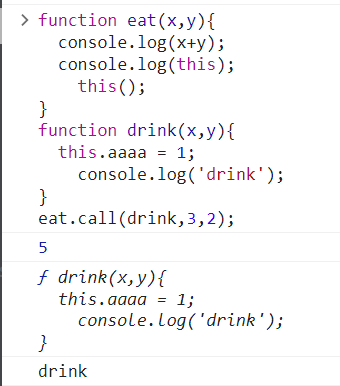 > function eat(x,y){
console.log(x+y);
console.log(this);
this();
}
function drink(x,y){
this.aaaa = 1;
console.log('drink');
}
eat.call(drink,3,2);
5
ƒ drink(x,y){
this.aaaa = 1;
console.log('drink');
}
drink